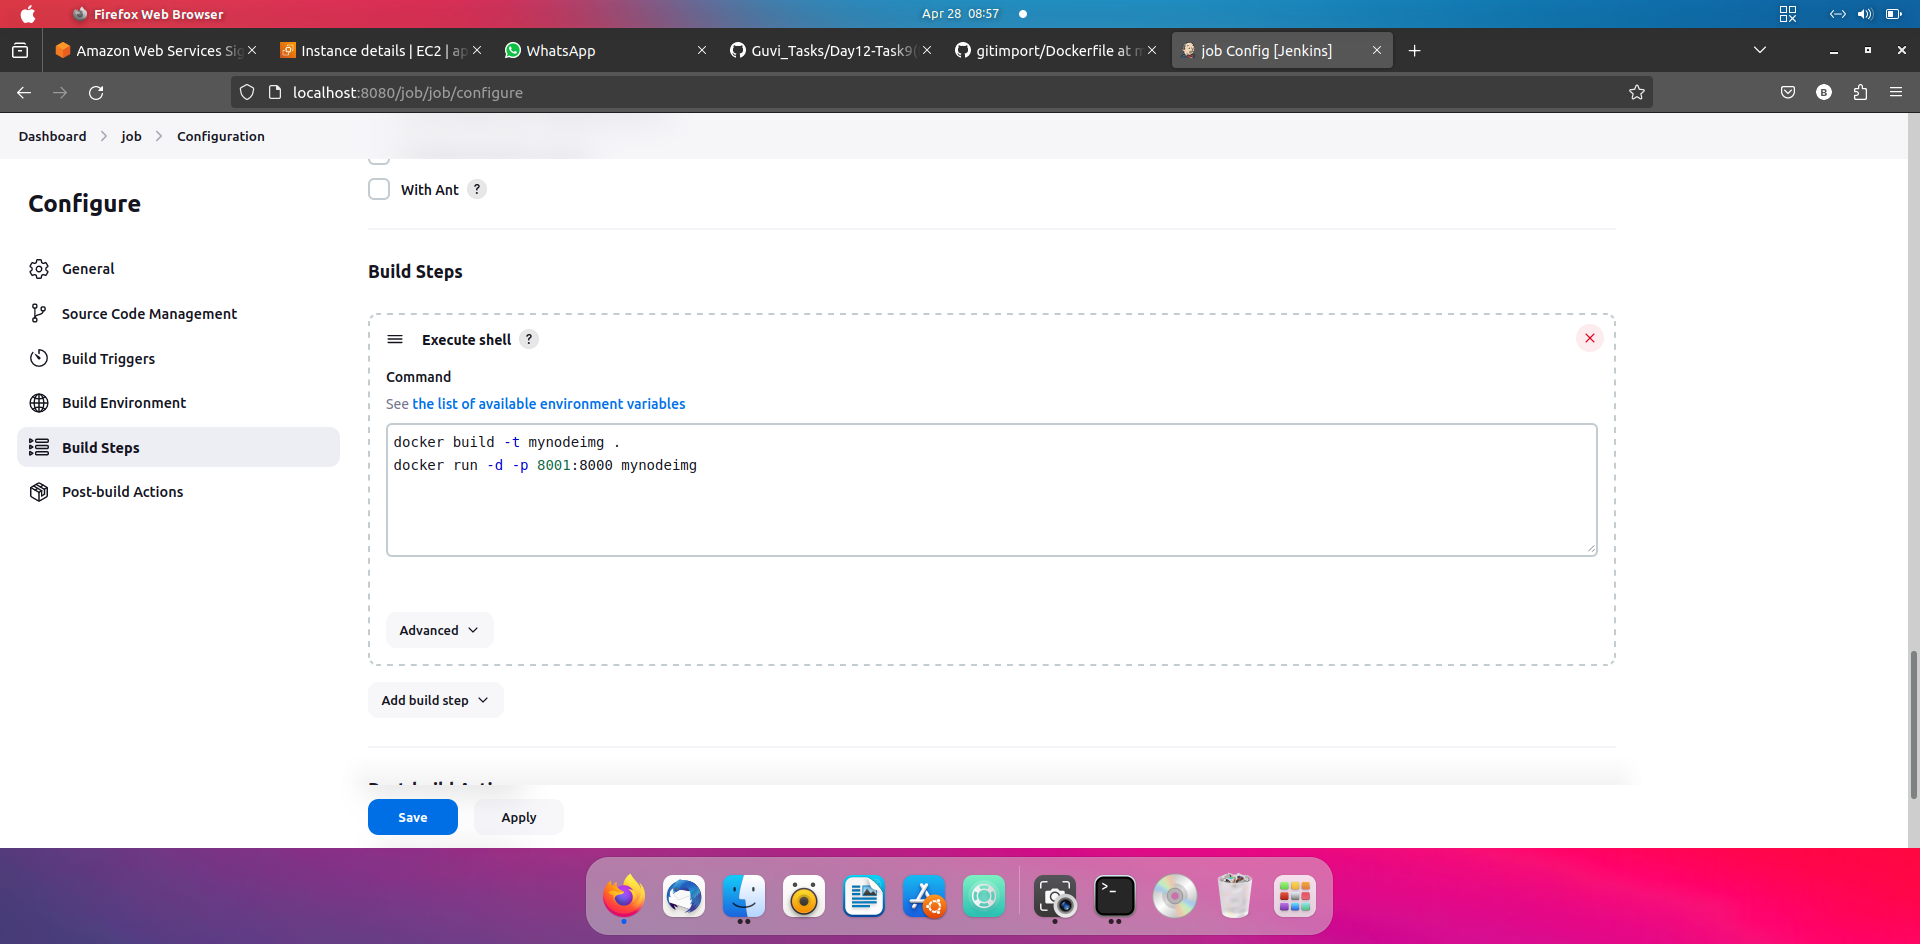 Firefox Web Browser
Apr 28 08:57
Amazon Web Services Sig
Instance details | EC2 | ap
WhatsApp
Guvi_Tasks/Day12-Task9(
gitimport/Dockerfile at m
job Config [Jenkins]
localhost:8080/job/job/configure
B
Dashboard
job
Configuration
With Ant ?
Configure
General
Source Code Management
Build Triggers
Build Environment
Build Steps
Post-build Actions
Build Steps
Execute shell ?
Command
See the list of available environment variables
docker build -t mynodeimg .
docker run -d -p 8001:8000 mynodeimg
Advanced
Add build step
Save
Apply